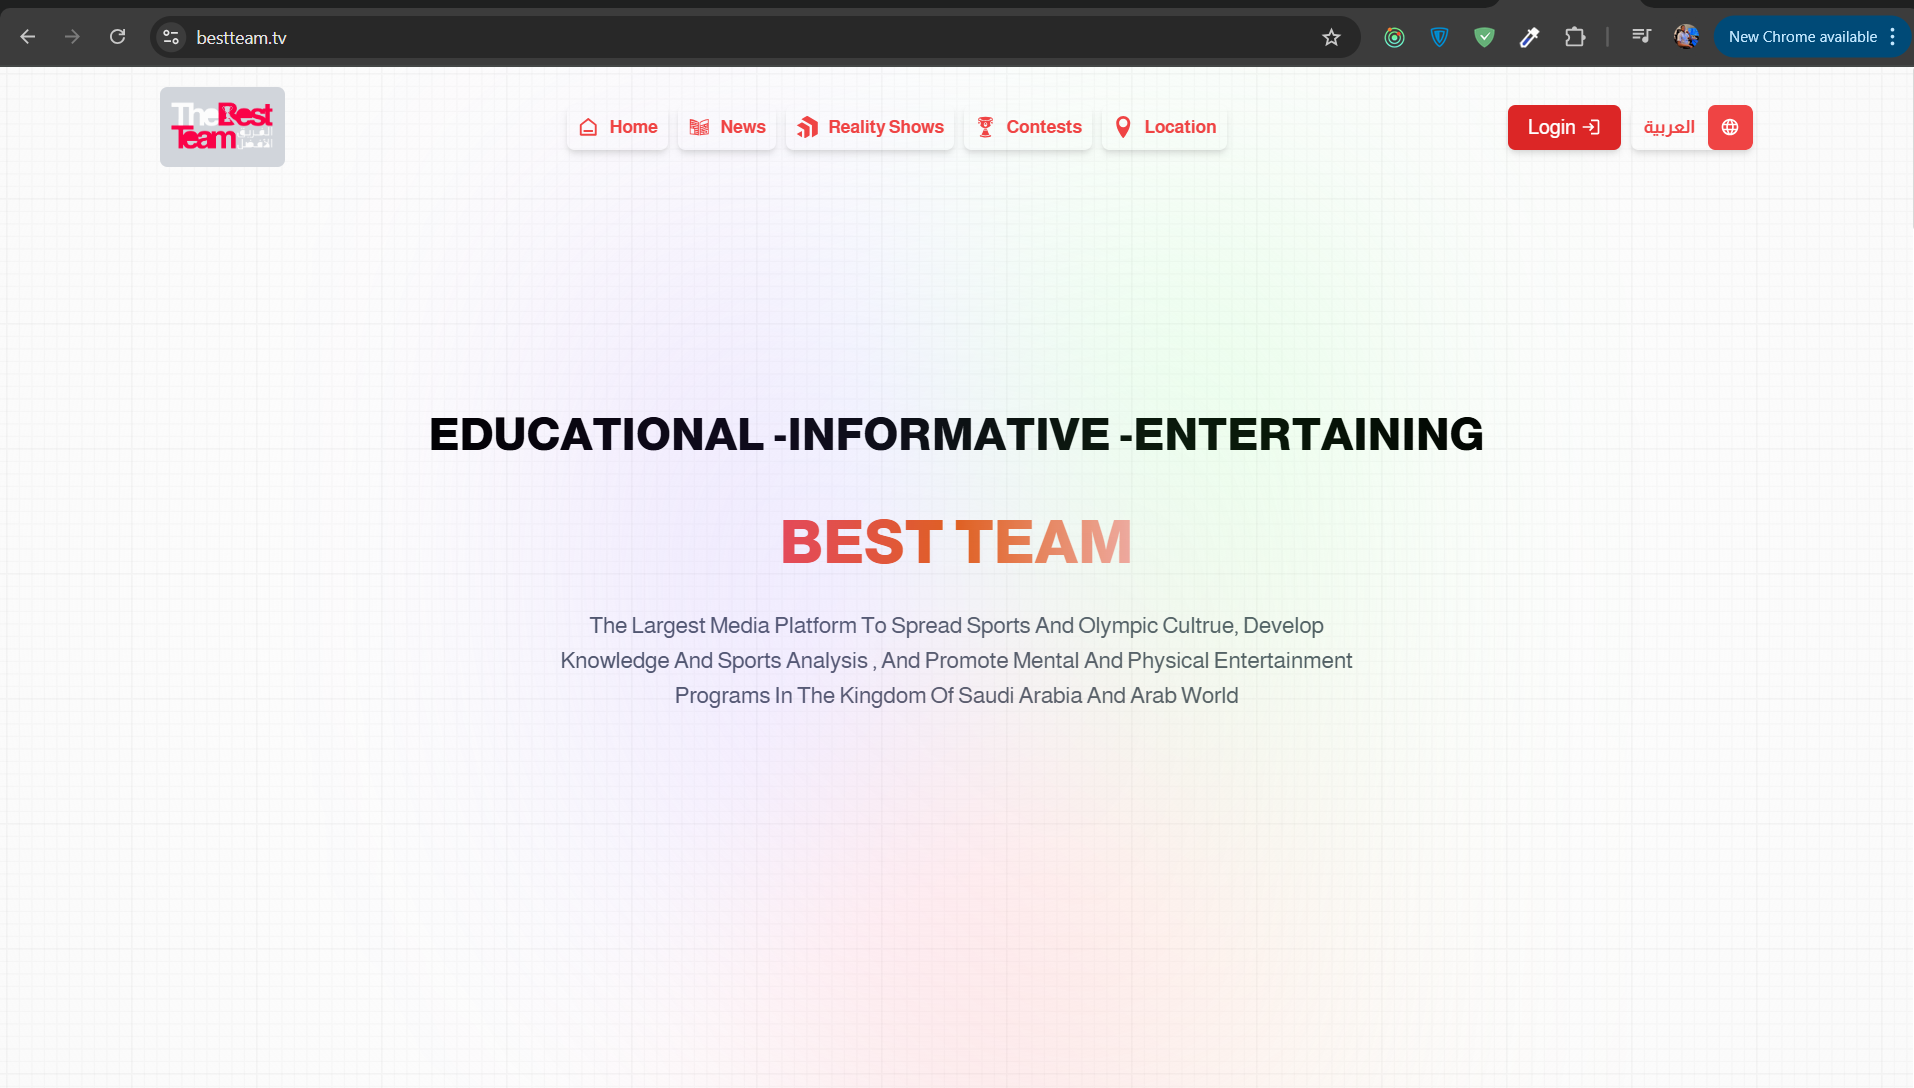 bestteam.tv
New Chrome available
The Best
Team
الفريق
الأفضل
Home
News
Reality Shows
Contests
Location
Login
العربية
EDUCATIONAL -INFORMATIVE -ENTERTAINING
BEST TEAM
The Largest Media Platform To Spread Sports And Olympic Cultrue, Develop
Knowledge And Sports Analysis , And Promote Mental And Physical Entertainment
Programs In The Kingdom Of Saudi Arabia And Arab World